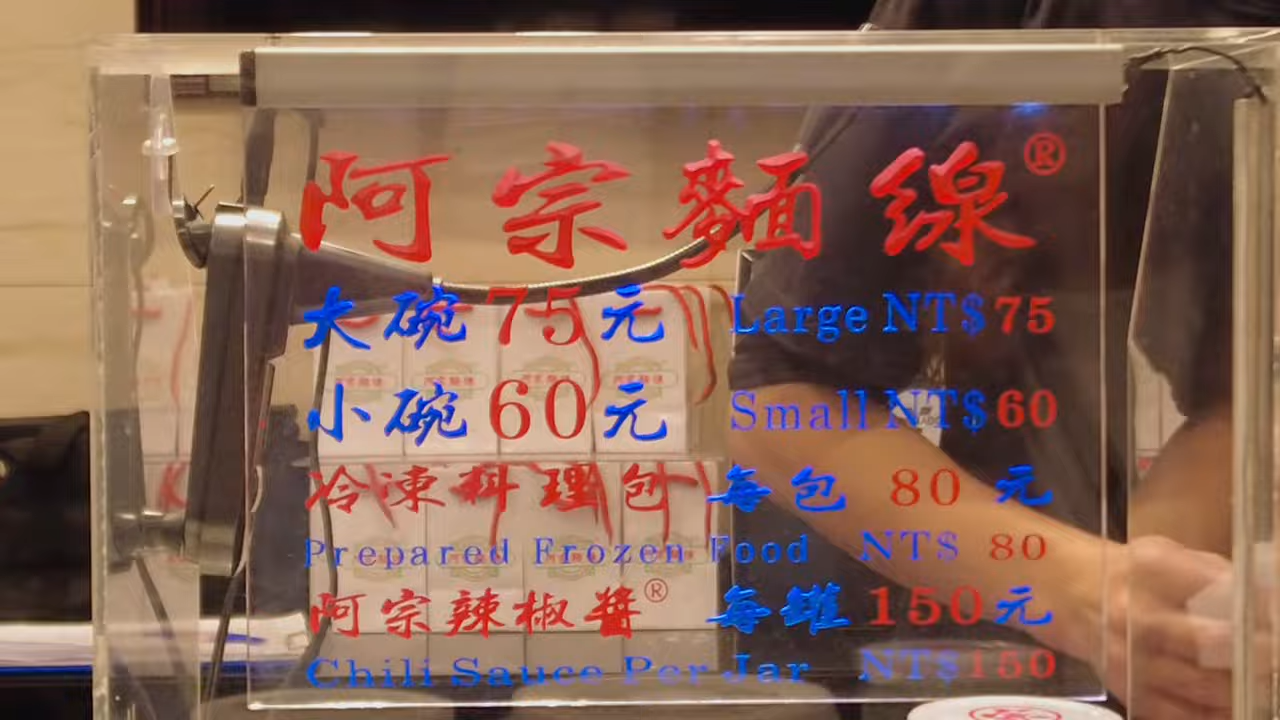 阿宗麵線®
大碗75元 Large NT$75
小碗60元 Small NT$60
冷凍料理包 每包 80 元
Prepared Frozen Food NT$ 80
阿宗辣椒醬® 每罐150元
Chili Sauce Per Jar NT$150